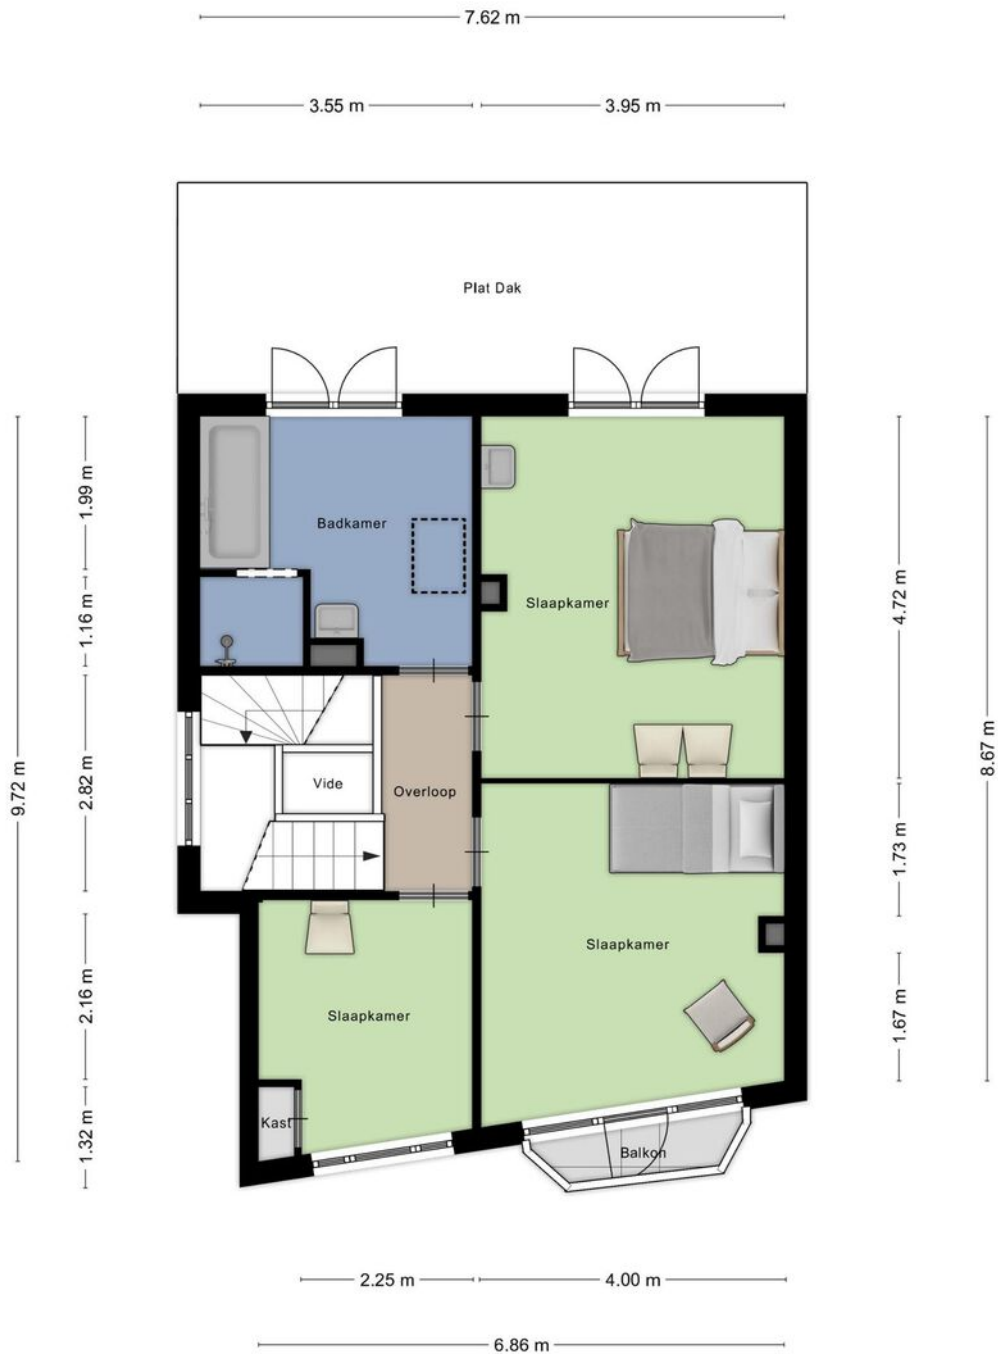 7.62 m
3.55 m
3.95 m
Plat Dak
1.99 m
Badkamer
1.16 m
Slaapkamer
4.72 m
9.72 m
2.82 m
Vide
Overloop
8.67 m
1.73 m
Slaapkamer
2.16 m
Slaapkamer
1.67 m
1.32 m
Kast
Balkon
2.25 m
4.00 m
6.86 m